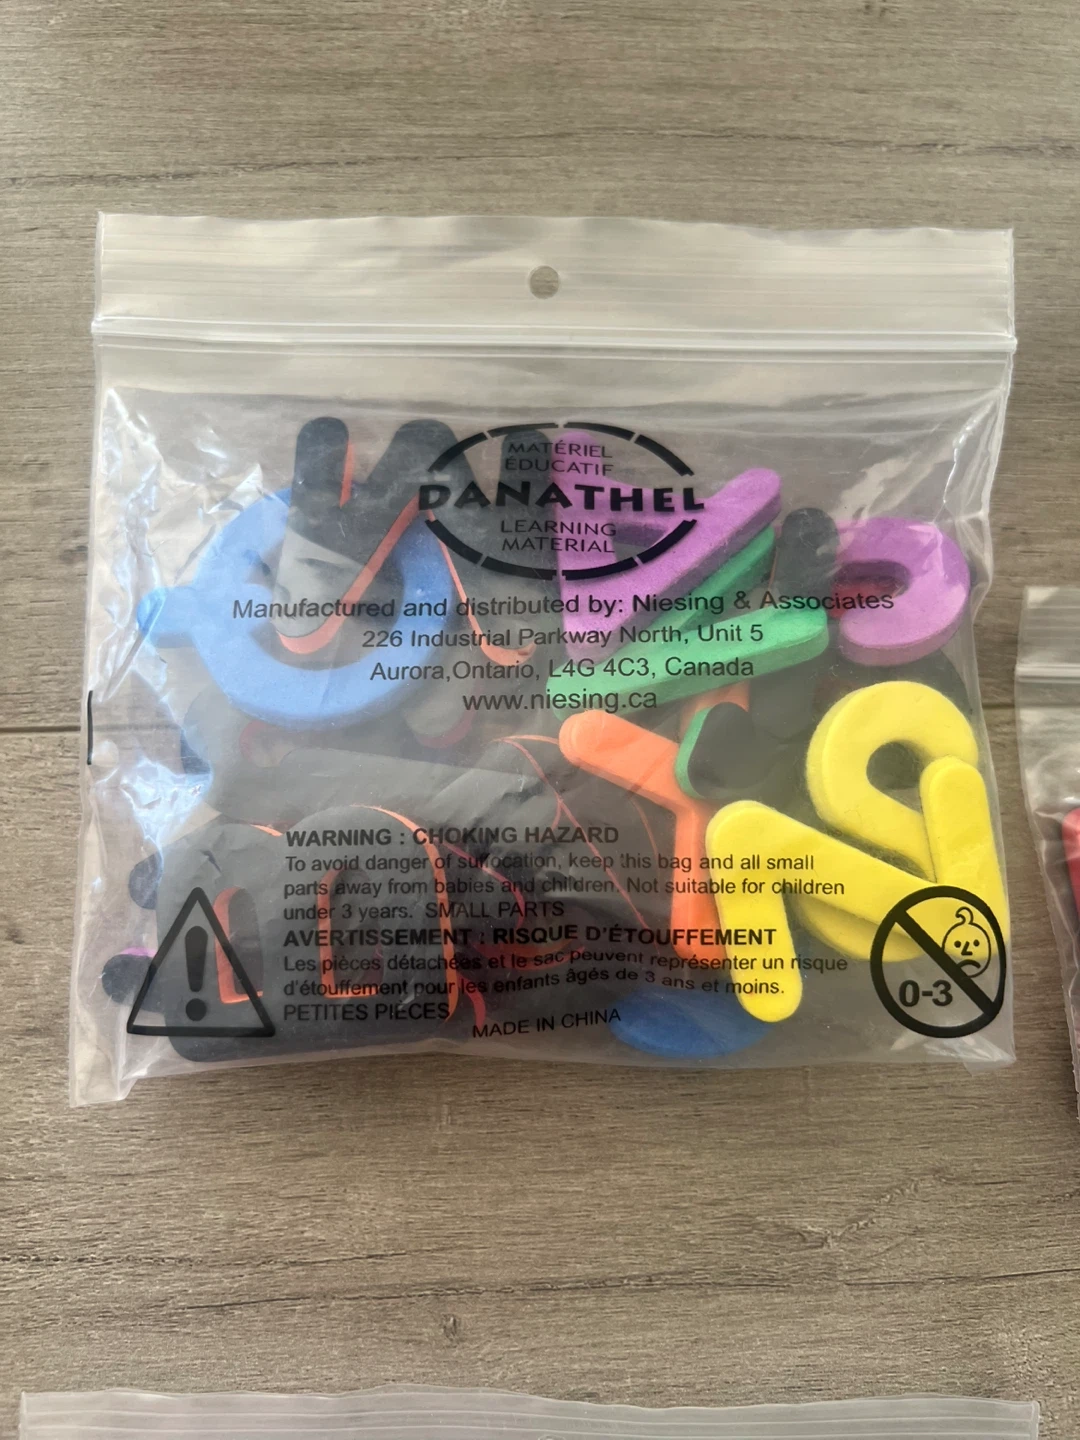 MATÉRIEL
ÉDUCATIF
DANATHEL
LEARNING
MATERIAL
Manufactured and distributed by: Niesing & Associates
226 Industrial Parkway North, Unit 5
Aurora,Ontario, L4G 4C3, Canada
www.niesing.ca
WARNING : CHOKING HAZARD
To avoid danger of suffocation, keep this bag and all small
parts away from babies and children. Not suitable for children
under 3 years. SMALL PARTS
AVERTISSEMENT : RISQUE D'ÉTOUFFEMENT
Les pièces détachées et le sac peuvent représenter un risque
d'étouffement pour les enfants âgés de 3 ans et moins.
PETITES PIÈCES
MADE IN CHINA
0-3